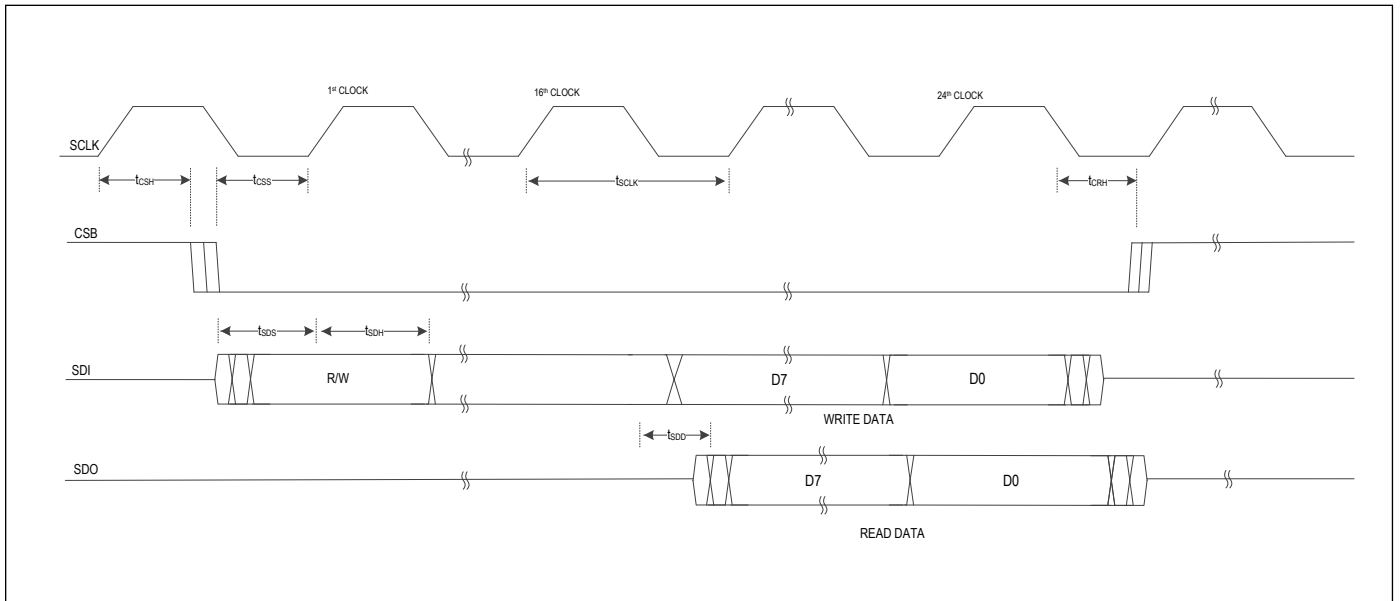 1st CLOCK
16th CLOCK
24th CLOCK
SCLK
tCSH
tCSS
tSCLK
tCRH
CSB
tSDS
tSDH
SDI
R/W
D7
D0
WRITE DATA
tSDD
SDO
D7
D0
READ DATA